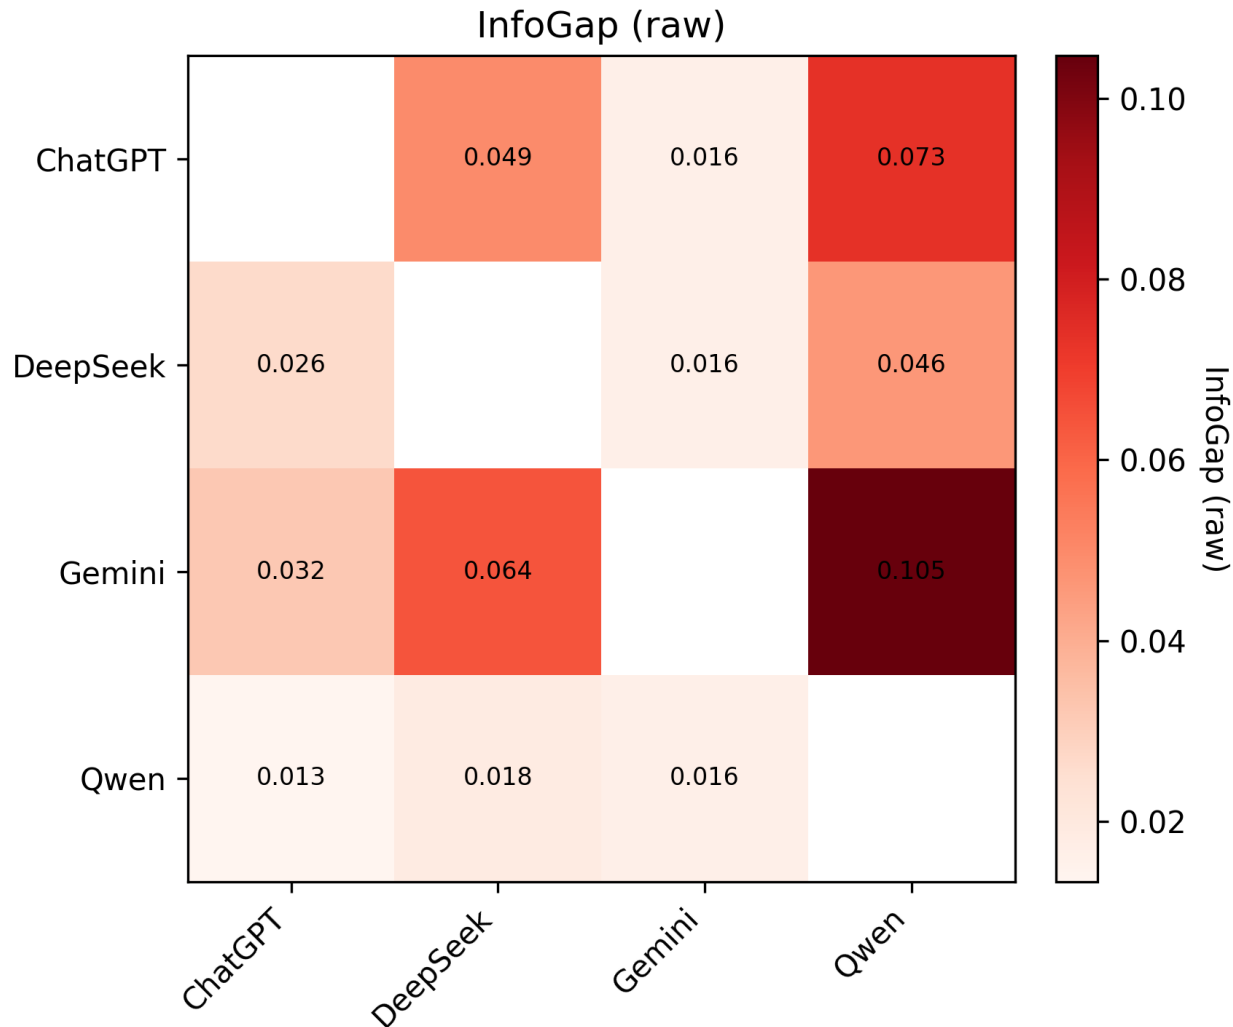 InfoGap (raw)
ChatGPT
0.049
0.016
0.073
0.10
0.08
DeepSeek
0.026
0.016
0.046
0.06
InfoGap (raw)
Gemini
0.032
0.064
0.105
0.04
Qwen
0.013
0.018
0.016
0.02
ChatGPT
DeepSeek
Gemini
Qwen